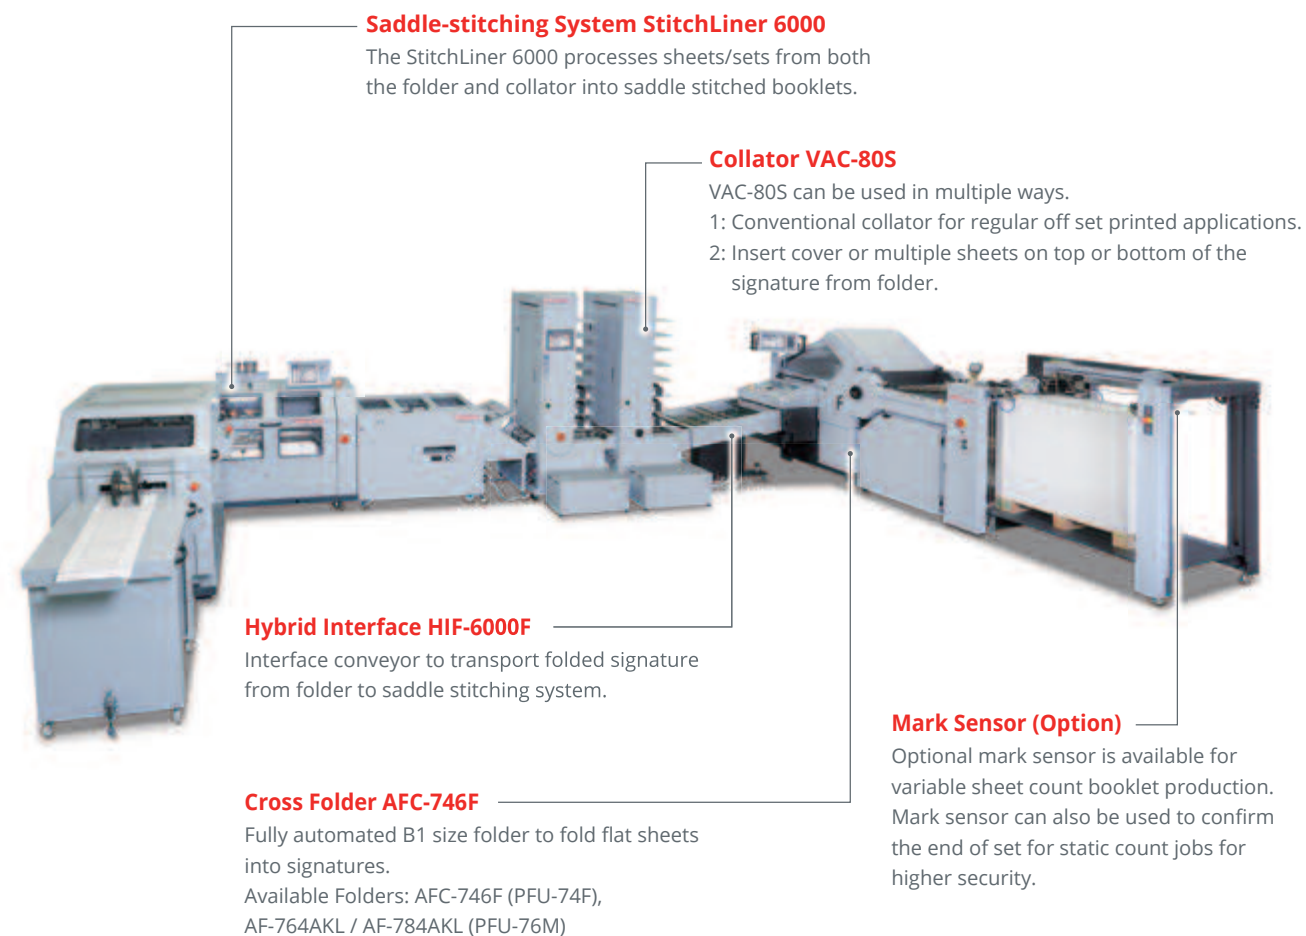 Saddle-stitching System StitchLiner 6000
The StitchLiner 6000 processes sheets/sets from both
the folder and collator into saddle stitched booklets.
Collator VAC-80S
VAC-80S can be used in multiple ways.
1: Conventional collator for regular off set printed applications.
2: Insert cover or multiple sheets on top or bottom of the
signature from folder.
Hybrid Interface HIF-6000F
Interface conveyor to transport folded signature
from folder to saddle stitching system.
Mark Sensor (Option)
Optional mark sensor is available for
variable sheet count booklet production.
Mark sensor can also be used to confirm
the end of set for static count jobs for
higher security.
Cross Folder AFC-746F
Fully automated B1 size folder to fold flat sheets
into signatures.
Available Folders: AFC-746F (PFU-74F),
AF-764AKL / AF-784AKL (PFU-76M)